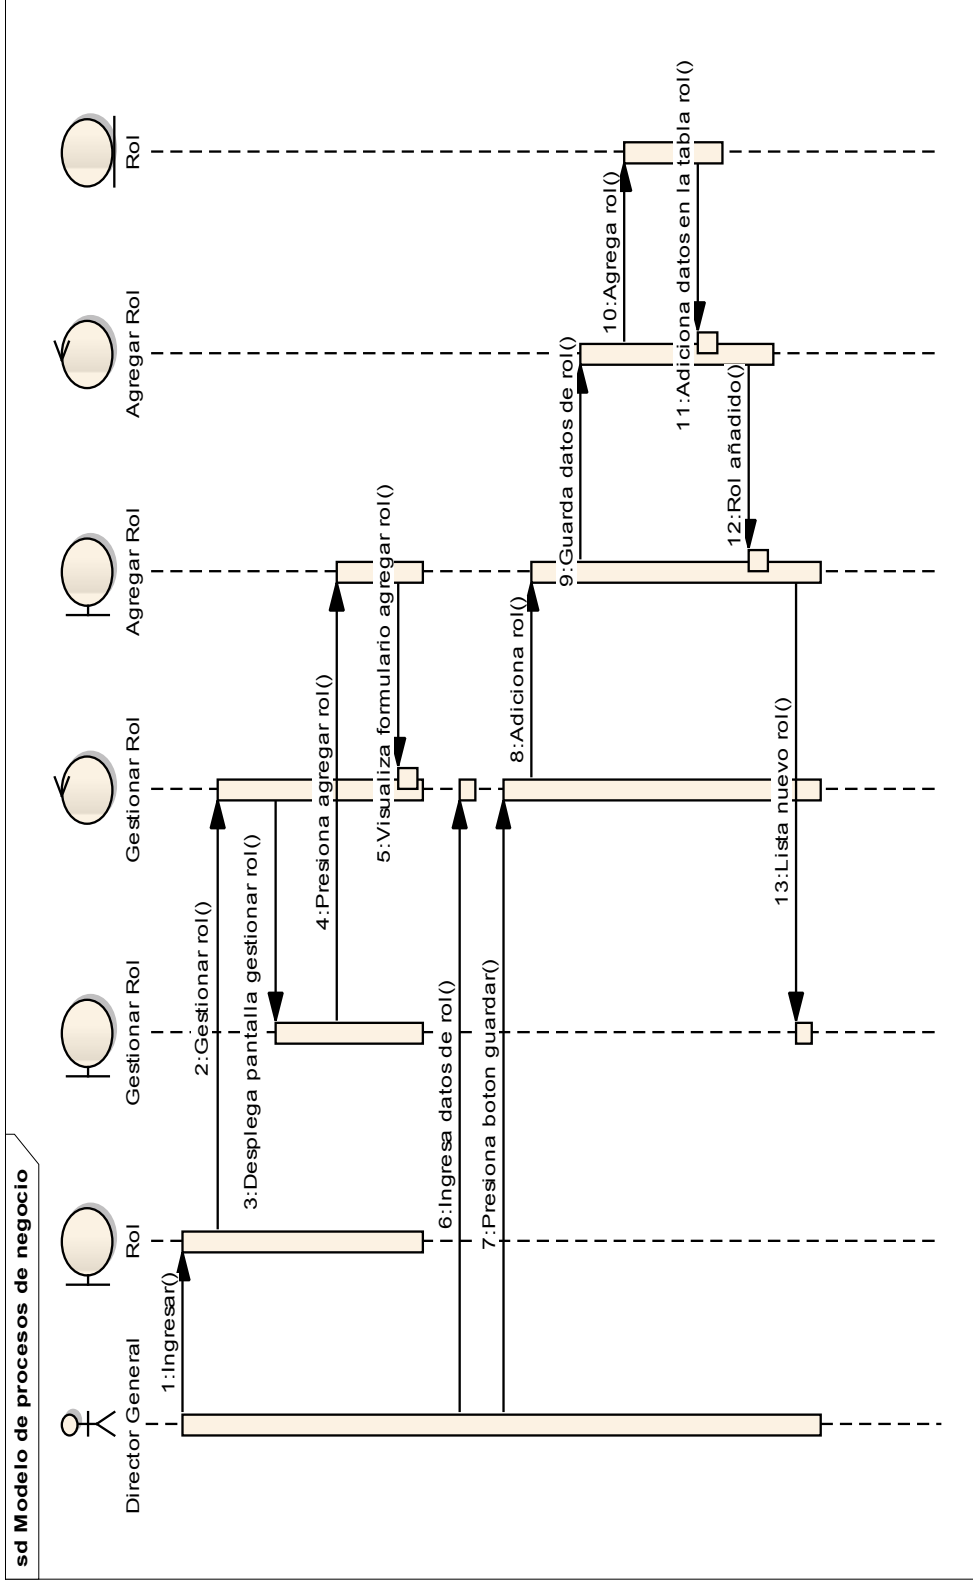 sd Modelo de procesos de negocio
Director General
Rol
Gestionar Rol
Gestionar Rol
Agregar Rol
Agregar Rol
Rol
1:Ingresar()
2:Gestionar rol()
3:Desplega pantalla gestionar rol()
4:Presiona agregar rol()
5:Visualiza formulario agregar rol()
6:Ingresa datos de rol()
7:Presiona boton guardar()
8:Adiciona rol()
9:Guarda datos de rol()
10:Agrega rol()
11:Adiciona datos en la tabla rol()
12:Rol añadido()
13:Lista nuevo rol()